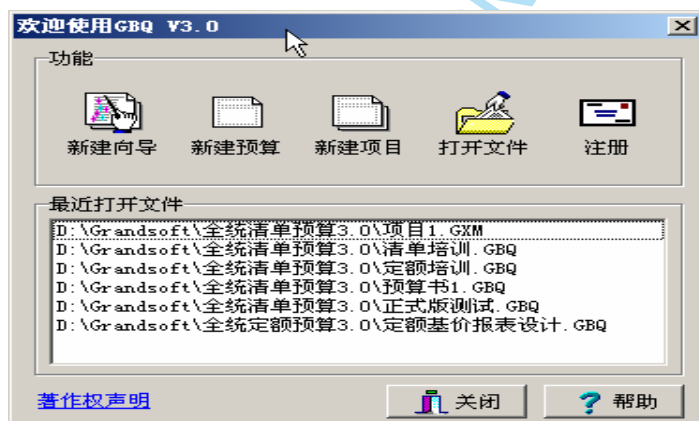 欢迎使用GBQ V3.0
功能
新建向导 新建预算 新建项目 打开文件 注册
最近打开文件
D:\Grandsoft\全统清单预算3.0\项目1.GXM
D:\Grandsoft\全统清单预算3.0\清单培训.GBQ
D:\Grandsoft\全统清单预算3.0\定额培训.GBQ
D:\Grandsoft\全统清单预算3.0\预算书1.GBQ
D:\Grandsoft\全统清单预算3.0\正式版测试.GBQ
D:\Grandsoft\全统定额预算3.0\定额基价报表设计.GBQ
著作权声明 关闭 帮助